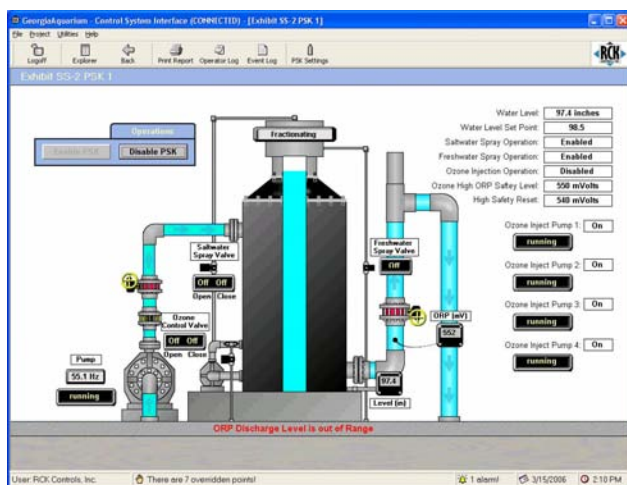 GeorgiaAquarium - Control System Interface (CONNECTED) - [Exhibit SS-2 PSK 1]
File Project Utilities Help
Logoff Explorer Back Print Report Operator Log Event Log PSK Settings
RCK
Exhibit SS-2 PSK 1
Operations
Enable PSK Disable PSK
Fractionating
Water Level: 97.4 inches
Water Level Set Point: 98.5
Saltwater Spray Operation: Enabled
Freshwater Spray Operation: Enabled
Ozone Injection Operation: Disabled
Ozone High ORP Saftey Level: 550 mVolts
High Safety Reset: 540 mVolts
Ozone Inject Pump 1: On
running
Ozone Inject Pump 2: On
running
Ozone Inject Pump 3: On
running
Ozone Inject Pump 4: On
running
Saltwater
Spray Valve
Off Off
Open Close
Ozone
Control Valve
Off Off
Open Close
Freshwater
Spray Valve
Off
ORP (mV)
552
Pump
55.1 Hz
running
97.4
Level (in)
ORP Discharge Level is out of Range
User: RCK Controls, Inc. There are 7 overridden points! 1 alarm! 3/15/2006 2:10 PM